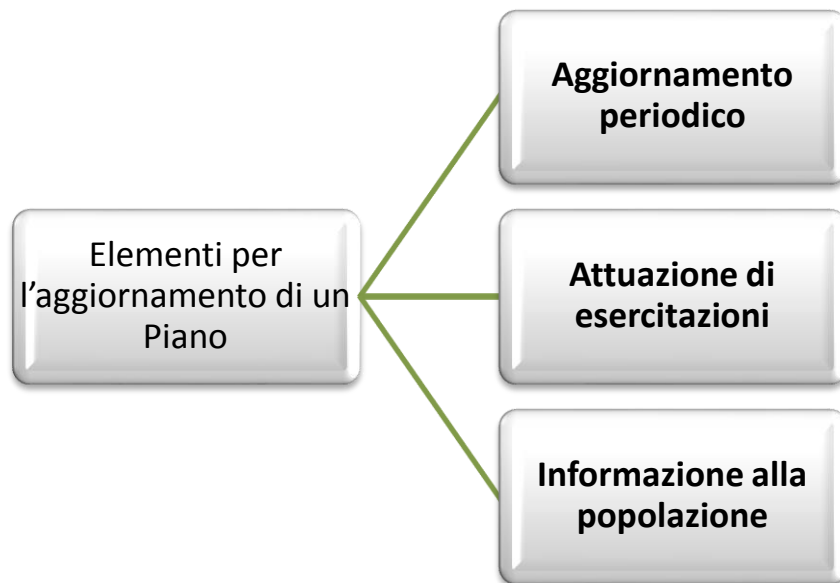 Elementi per
l’aggiornamento di un
Piano
Aggiornamento
periodico
Attuazione di
esercitazioni
Informazione alla
popolazione